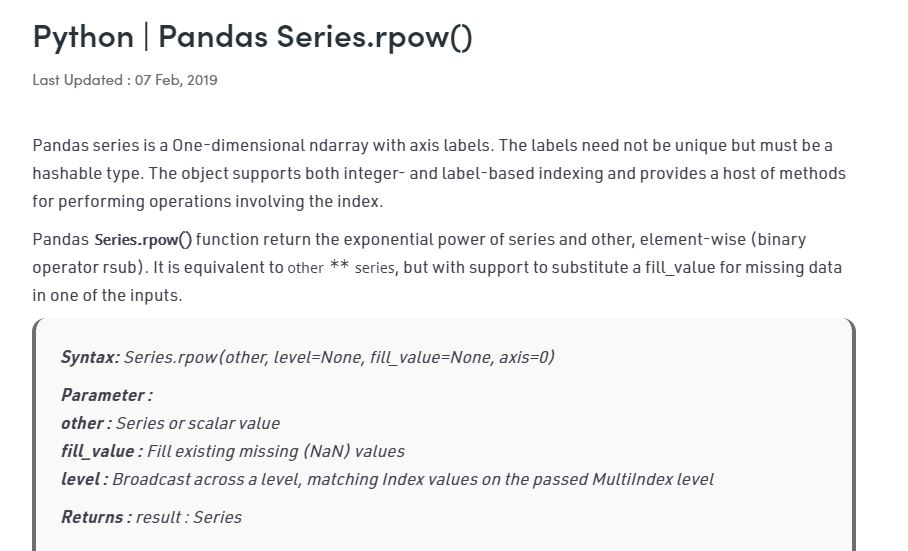 Python | Pandas Series.rpow()
Last Updated : 07 Feb, 2019
Pandas series is a One-dimensional ndarray with axis labels. The labels need not be unique but must be a
hashable type. The object supports both integer- and label-based indexing and provides a host of methods
for performing operations involving the index.
Pandas Series.rpow() function return the exponential power of series and other, element-wise (binary
operator rsub). It is equivalent to other ** series, but with support to substitute a fill_value for missing data
in one of the inputs.
Syntax: Series.rpow(other, level=None, fill_value=None, axis=0)
Parameter :
other : Series or scalar value
fill_value : Fill existing missing (NaN) values
level : Broadcast across a level, matching Index values on the passed MultiIndex level
Returns : result : Series